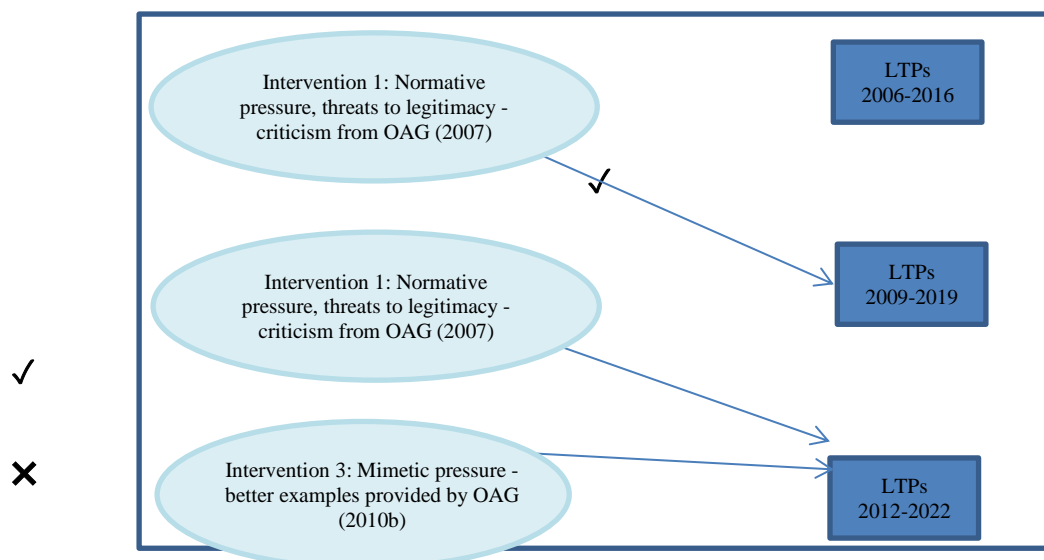 Intervention 1: Normative
pressure, threats to legitimacy -
criticism from OAG (2007)
LTPs
2006-2016
✓
Intervention 1: Normative
pressure, threats to legitimacy -
criticism from OAG (2007)
LTPs
2009-2019
✓
✕
Intervention 3: Mimetic pressure -
better examples provided by OAG
(2010b)
LTPs
2012-2022